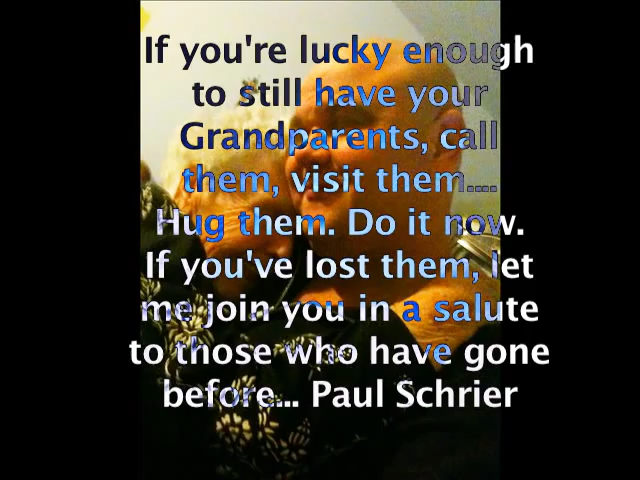 If you're lucky enough
to still have your
Grandparents, call
them, visit them....
Hug them. Do it now.
If you've lost them, let
me join you in a salute
to those who have gone
before... Paul Schrier